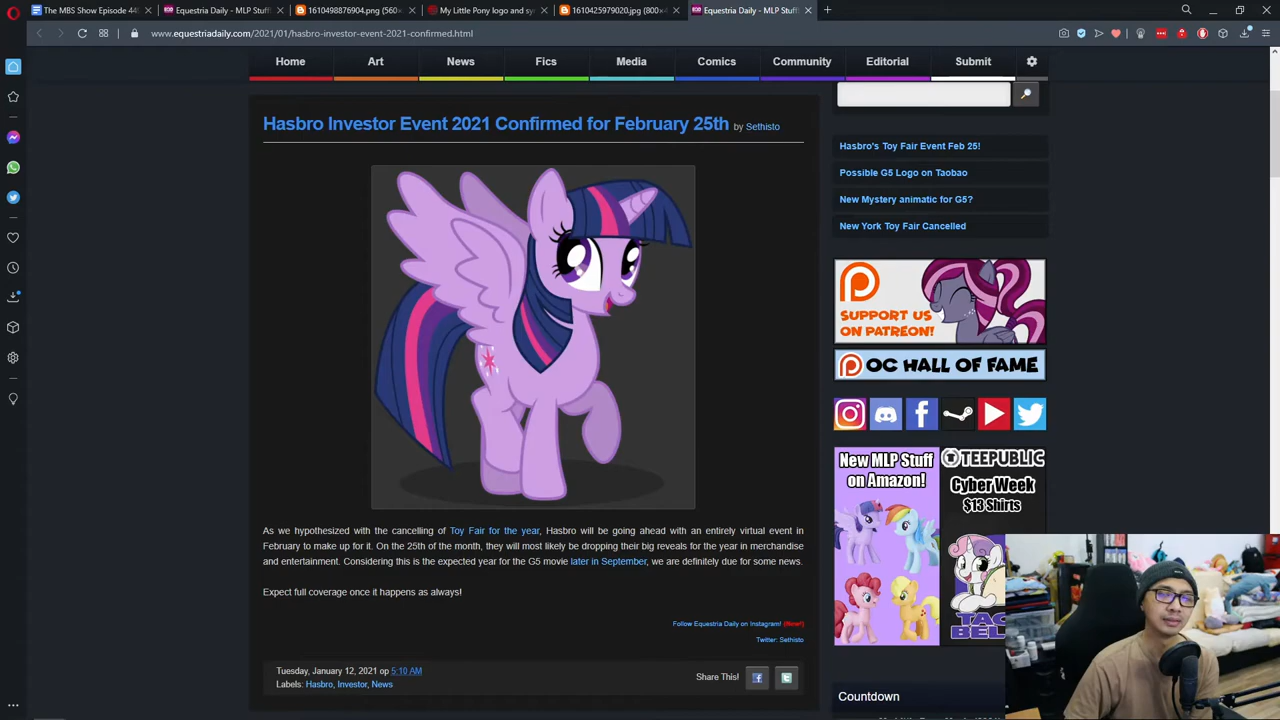 The MBS Show Episode 44
Equestria Daily - MLP Stuff
1610498876904.png (560×
My Little Pony logo and sy
1610425979020.jpg (800×4
Equestria Daily - MLP Stuff
www.equestriadaily.com/2021/01/hasbro-investor-event-2021-confirmed.html
Home Art News Fics Media Comics Community Editorial Submit
Hasbro Investor Event 2021 Confirmed for February 25th by Sethisto
As we hypothesized with the cancelling of Toy Fair for the year, Hasbro will be going ahead with an entirely virtual event in
February to make up for it. On the 25th of the month, they will most likely be dropping their big reveals for the year in merchandise
and entertainment. Considering this is the expected year for the G5 movie later in September, we are definitely due for some news.
Expect full coverage once it happens as always!
Follow Equestria Daily on Instagram! (New!)
Twitter: Sethisto
Tuesday, January 12, 2021 op 5:10 AM
Labels: Hasbro, Investor, News
Share This!
Hasbro's Toy Fair Event Feb 25!
Possible G5 Logo on Taobao
New Mystery animatic for G5?
New York Toy Fair Cancelled
SUPPORT US
ON PATREON!
OC HALL OF FAME
New MLP Stuff
on Amazon!
TEEPUBLIC
Cyber Week
$13 Shirts
Countdown